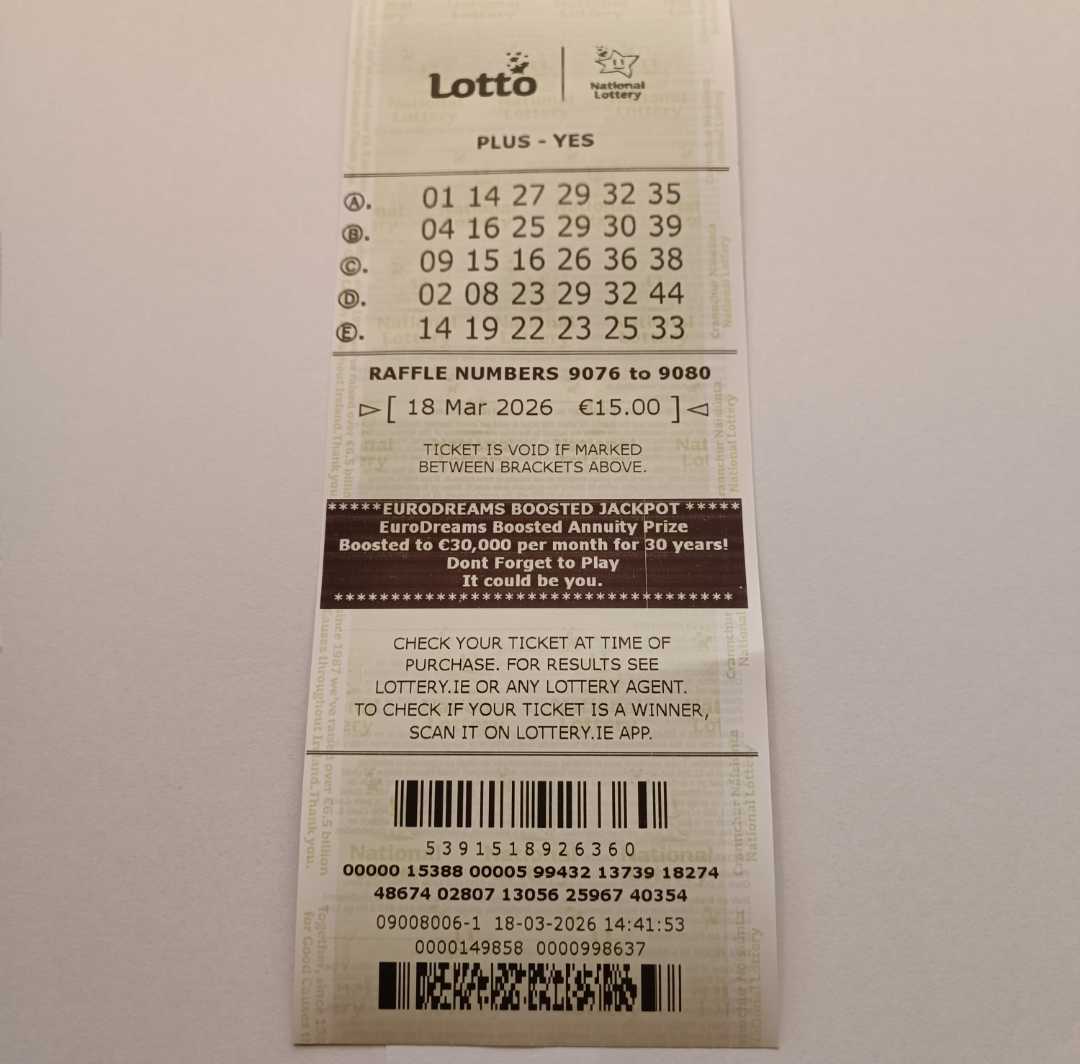 Lotto
National
Lottery
PLUS - YES
Ⓐ. 01 14 27 29 32 35
Ⓑ. 04 16 25 29 30 39
Ⓒ. 09 15 16 26 36 38
Ⓓ. 02 08 23 29 32 44
Ⓔ. 14 19 22 23 25 33
RAFFLE NUMBERS 9076 to 9080
▷[ 18 Mar 2026 €15.00 ]◁
TICKET IS VOID IF MARKED
BETWEEN BRACKETS ABOVE.
*****EURODREAMS BOOSTED JACKPOT *****
EuroDreams Boosted Annuity Prize
Boosted to €30,000 per month for 30 years!
Dont Forget to Play
It could be you.
**********************************
CHECK YOUR TICKET AT TIME OF
PURCHASE. FOR RESULTS SEE
LOTTERY.IE OR ANY LOTTERY AGENT.
TO CHECK IF YOUR TICKET IS A WINNER,
SCAN IT ON LOTTERY.IE APP.
5391518926360
00000 15388 00005 99432 13739 18274
48674 02807 13056 25967 40354
09008006-1 18-03-2026 14:41:53
0000149858 0000998637